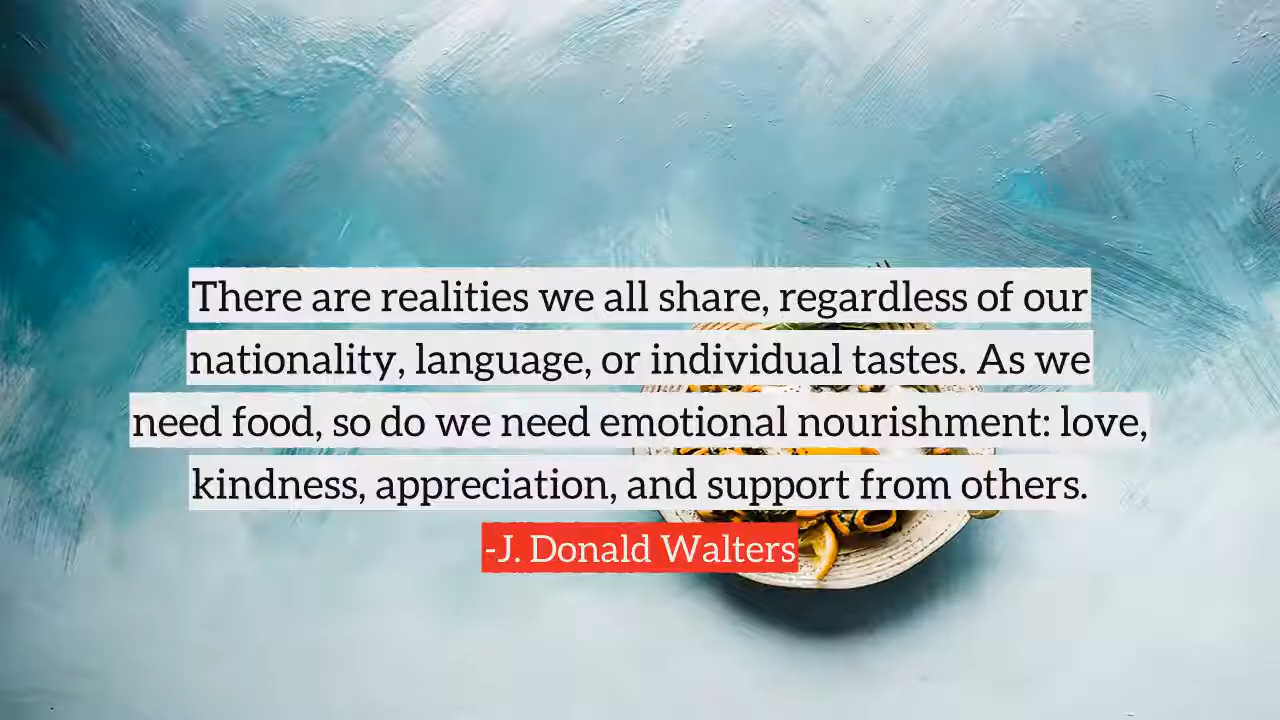 There are realities we all share, regardless of our
nationality, language, or individual tastes. As we
need food, so do we need emotional nourishment: love,
kindness, appreciation, and support from others.
-J. Donald Walters